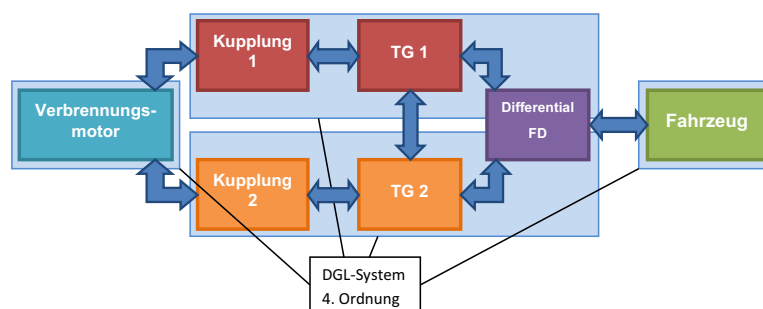 Kupplung
1
TG 1
Verbrennungs-
motor
Differential
FD
Fahrzeug
Kupplung
2
TG 2
DGL-System
4. Ordnung